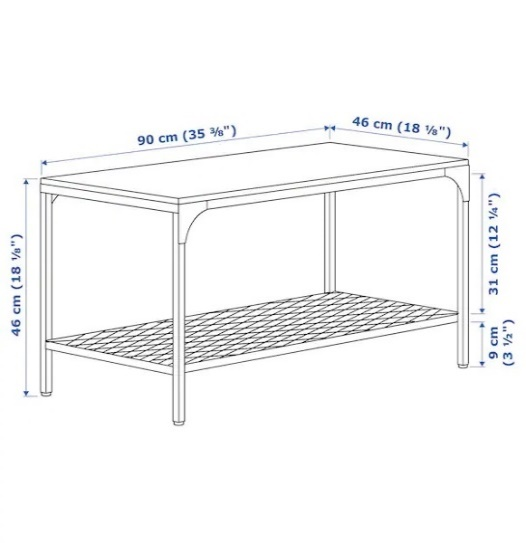 90 cm (35 ⅜")
46 cm (18 ⅛")
46 cm (18 ⅛")
31 cm (12 ¼")
9 cm
(3 ½")